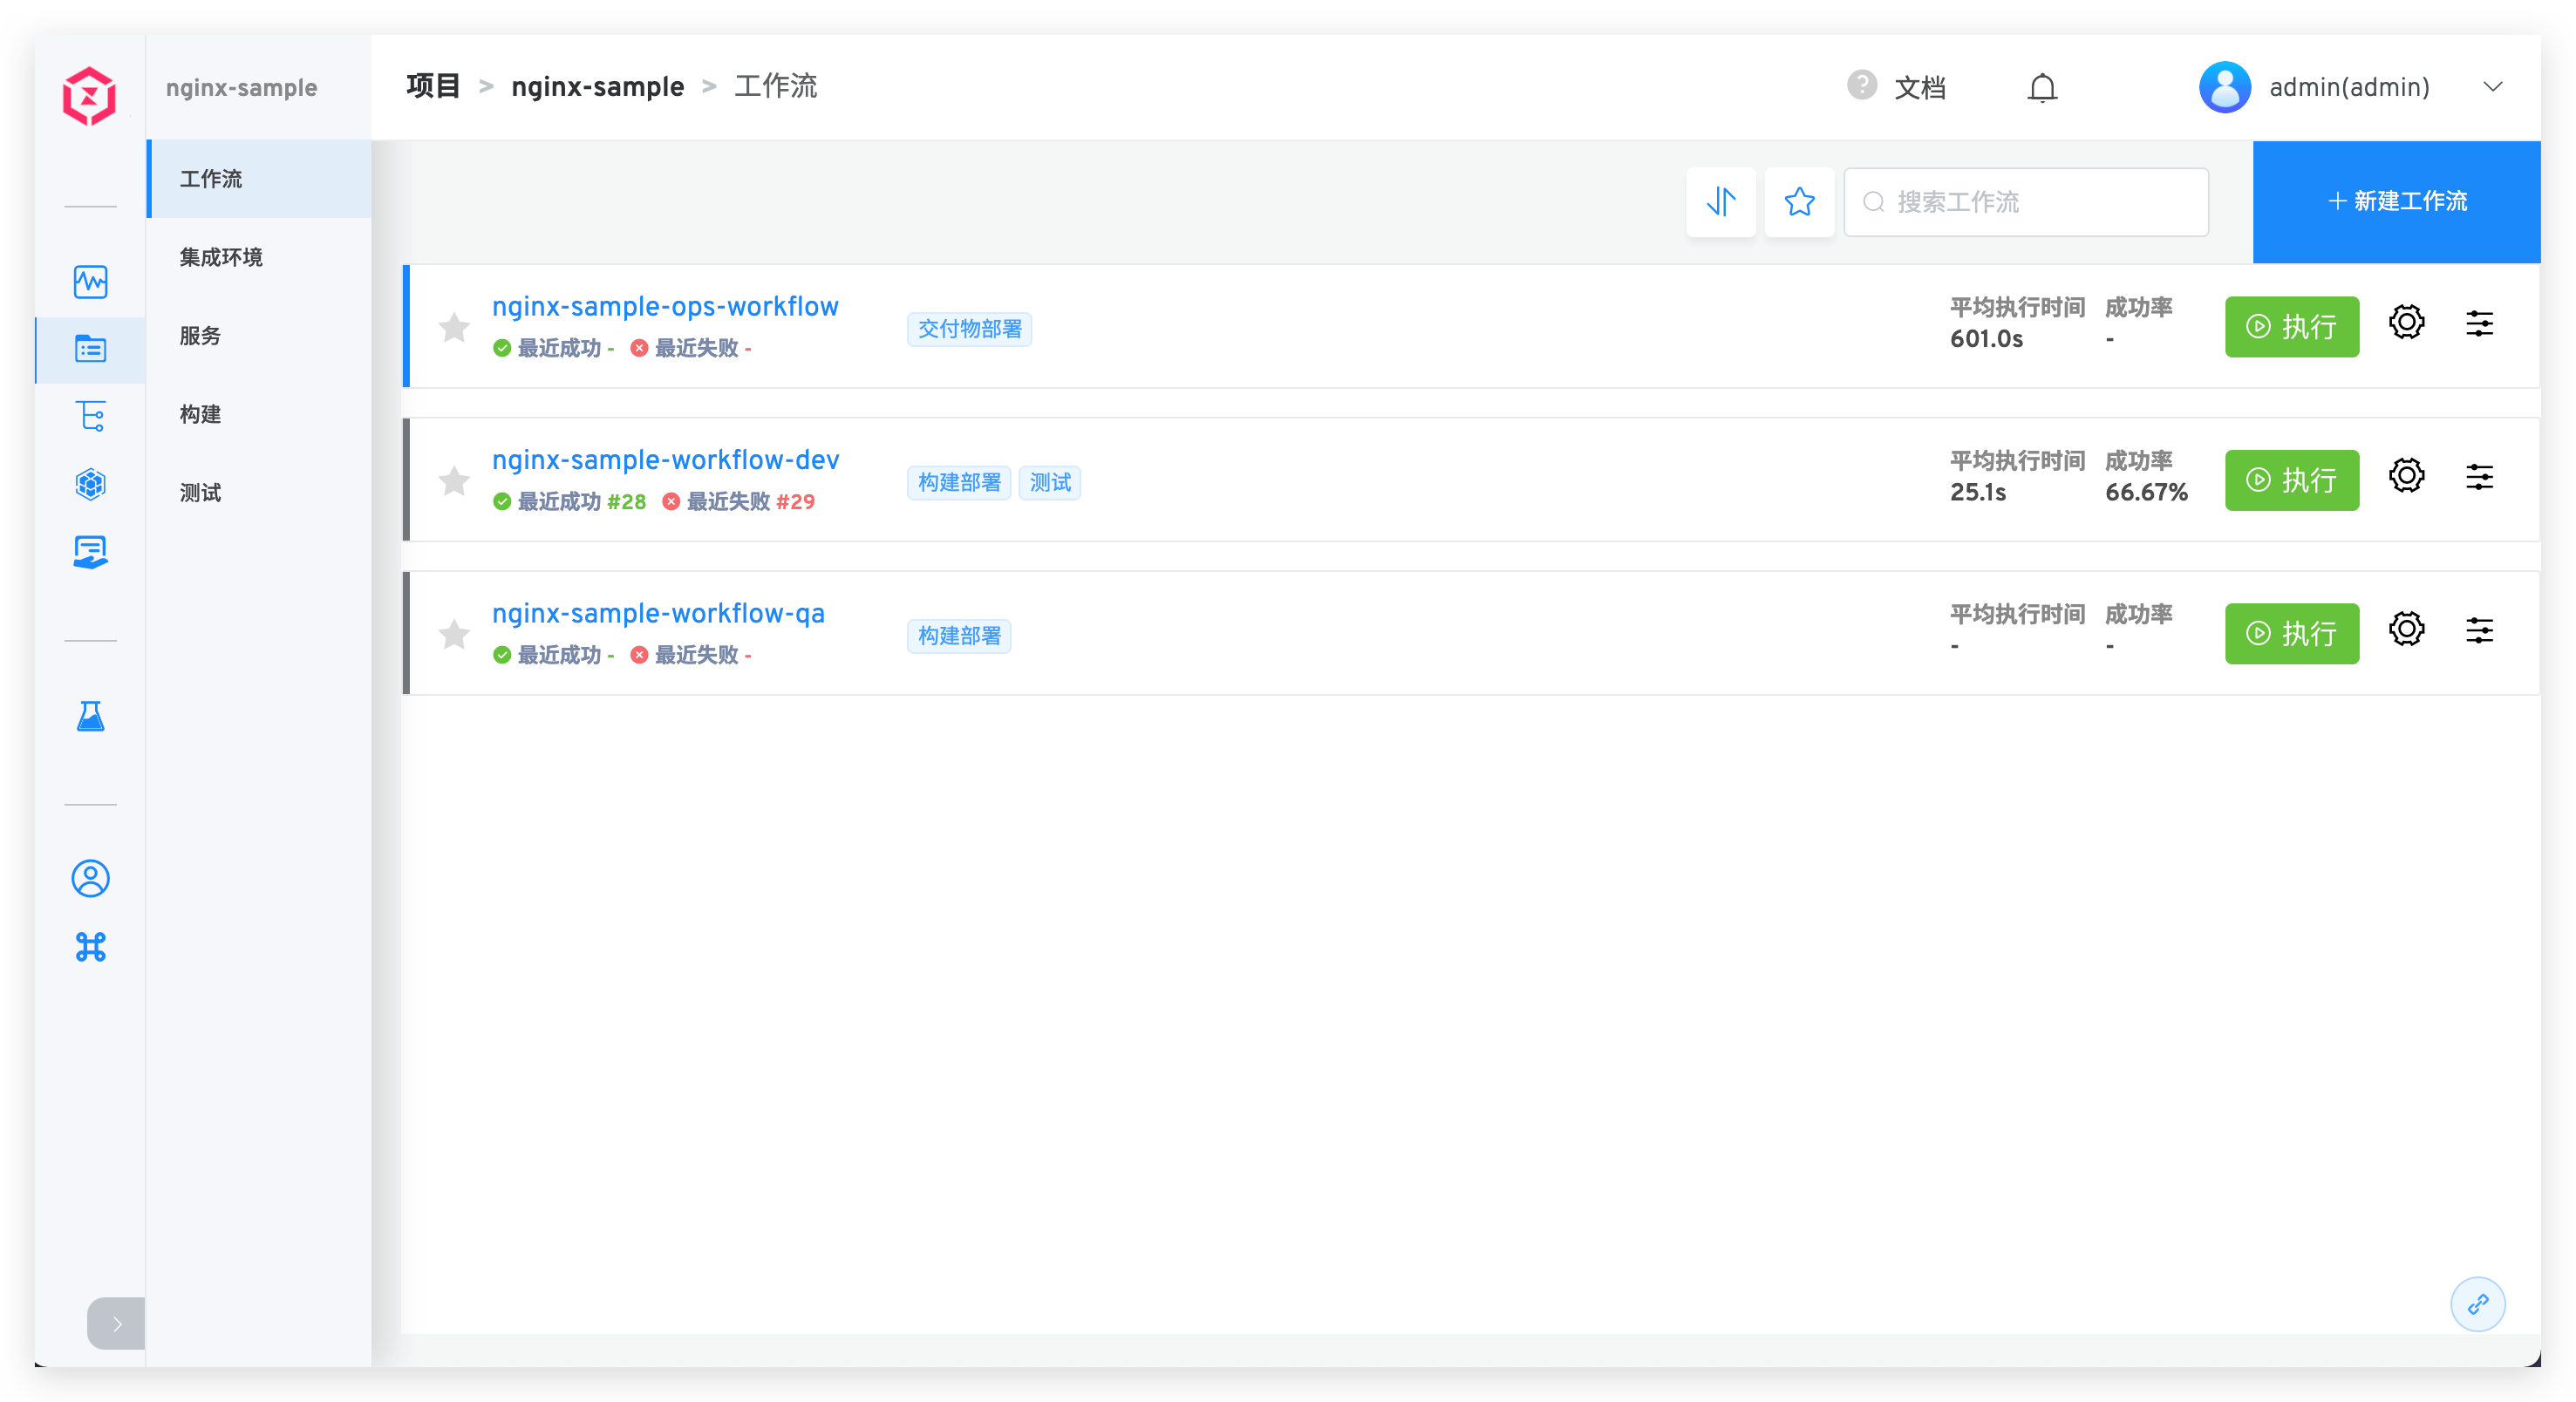 nginx-sample
项目 > nginx-sample > 工作流
? 文档
admin(admin)
工作流
集成环境
服务
构建
测试
搜索工作流
+ 新建工作流
nginx-sample-ops-workflow
最近成功 - 最近失败 -
交付物部署
平均执行时间 成功率
601.0s -
执行
nginx-sample-workflow-dev
最近成功 #28 最近失败 #29
构建部署 测试
平均执行时间 成功率
25.1s 66.67%
执行
nginx-sample-workflow-qa
最近成功 - 最近失败 -
构建部署
平均执行时间 成功率
- -
执行